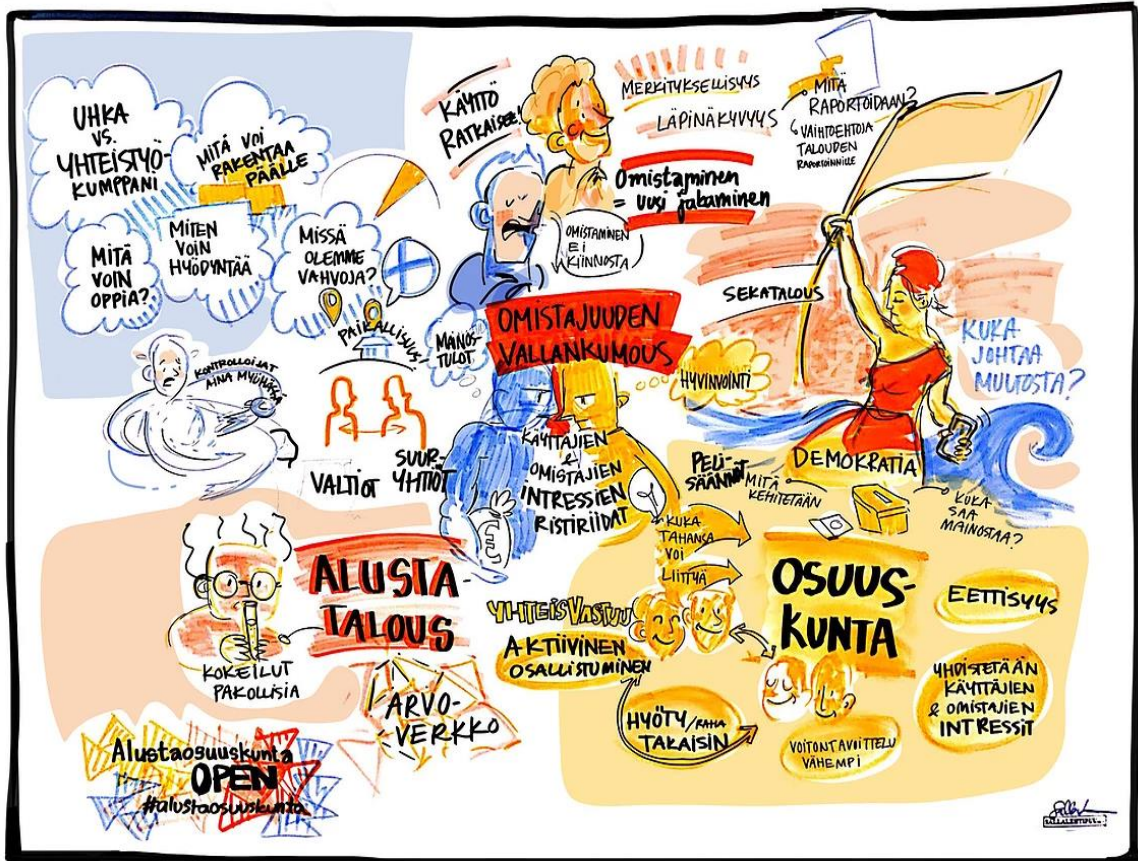 UHKA
VS.
YHTEISTYÖ-
KUMPPANI
MITÄ VOI
RAKENTAA
PÄÄLLE
MITÄ
VOIN
OPPIA?
MITEN
VOIN
HYÖDYNTÄÄ
MISSÄ
OLEMME
VAHVOJA?
PAIKALLISUUS
KONTROLLOIJAT
AINA MYÖHÄSSÄ
VALTIOT
SUUR-
YHTIÖT
KÄYTTÖ
RATKAISEE!
MERKITYKSELLISYYS
LÄPINÄKYVYYS
Omistaminen
= uusi jakaminen
OMISTAMINEN
EI
KIINNOSTA
MITÄ
RAPORTOIDAAN?
VAIHTOEHTOJA
TALOUDEN
RAPORTOINNILLE
OMISTAJUUDEN
VALLANKUMOUS
MAINOS-
TULOT
HYVINVOINTI
KÄYTTÄJIEN
&
OMISTAJIEN
INTRESSIEN
RISTIRIIDAT
SEKATALOUS
KUKA
JOHTAA
MUUTOSTA?
DEMOKRATIA
PELI-
SÄÄNNÖT
MITÄ
KEHITETÄÄN
KUKA
SAA
MAINOSTAA?
ALUSTA-
TALOUS
KOKEILUT
PAKOLLISIA
ARVO-
VERKKO
Alustaosuuskunta
OPEN
#alustaosuuskunta
KUKA
TAHANSA
VOI
LIITTYÄ
OSUUS-
KUNTA
YHTEISVASTUU
AKTIIVINEN
OSALLISTUMINEN
HYÖTY/RAHA
TAKAISIN
VOITONTAVOITTELU
VÄHEMPI
EETTISYYS
YHDISTETÄÄN
KÄYTTÄJIEN
& OMISTAJIEN
INTRESSIT